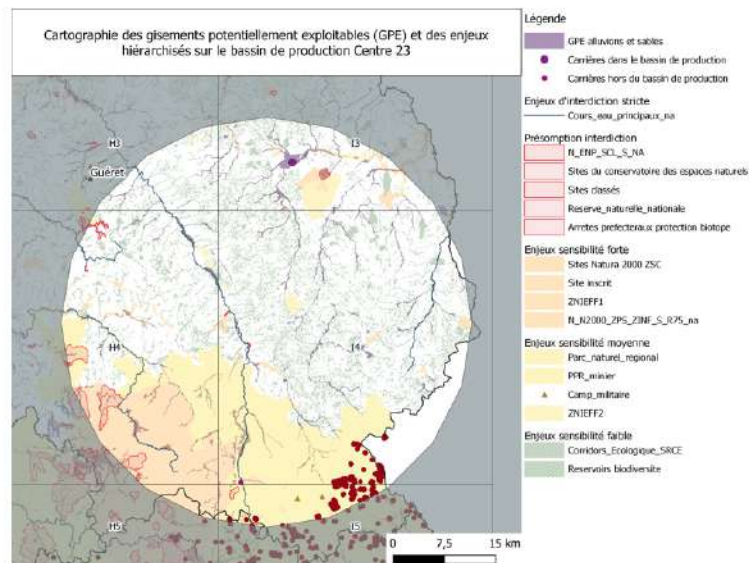 Cartographie des gisements potentiellement exploitables (GPE) et des enjeux
hiérarchisés sur le bassin de production Centre 23
Légende
GPE alluvions et sables
Carrières dans le bassin de production
Carrières hors du bassin de production
Enjeux d'interdiction stricte
Cours_eau_principaux_na
Présomption interdiction
N_ENP_SCL_S_NA
Sites du conservatoire des espaces naturels
Sites classés
Reserve_naturelle_nationale
Arretes prefectoraux protection biotope
Enjeux sensibilité forte
Sites Natura 2000 ZSC
Site inscrit
ZNIEFF1
N_N2000_ZPS_ZINF_S_R75_na
Enjeux sensibilité moyenne
Parc_naturel_regional
PPR_minier
Camp_militaire
ZNIEFF2
Enjeux sensibilité faible
Corridors_Ecologique_SRCE
Reservoirs biodiversite
H3
I3
Guéret
H4
I4
H5
I5
0
7,5
15 km